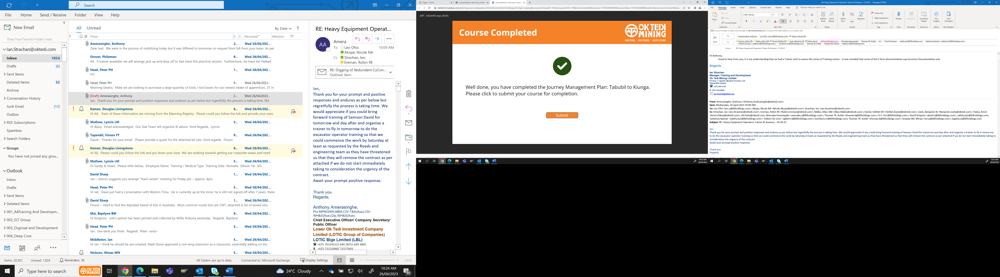 Search
File Home Send / Receive Folder View Help
New Email
Drag Your Favorite Folders Here
Ian.Strachan@oktedi.com
Inbox 1824
Drafts [6]
Sent Items
Deleted Items 52
Archive
Conversation History
Junk Email [13]
Outbox
RSS Subscriptions
Spambox
Search Folders
Groups
You have not joined any grou...
Outlook
Inbox
Drafts
Sent Items
Deleted Items
001_AATraining And Developm...
002_ELT Group
003_Orginsal and Development
004_Deep Core
All Unread By Date
From S... C... Received Mention
Amerasinghe, Anthony 2... Wed 26/04/202...
Dear Joel, We were in the process of mobilizing today but it was differed to tomorrow on request from Edi from your team. As per
Orovet, Philemon 9... Wed 26/04/202...
All, If trainer available, we will arrange pick up and drop off to fast track this practical session. Furthermore, we have the flatbed
Head, Peter PH 1... Wed 26/04/202...
FYI
Head, Peter PH 8... Wed 26/04/2023...
Morning Deano, Mate we are looking to purchase a large quantity of tools / tool boxes for our newest intake of apprentices. 37 in
[Draft] Amerasinghe, Anthony 2... Wed 26/04/2023...
Ian, Thank you for your prompt and positive responses and endures as per below but regretfully the process is taking time. We
Kaman, Douglas Livingstone 6... Wed 26/04/202...
Hi All, Parts of these information are missing from the Manning Registry. Please could you follow the link and provide your sizes
Mathew, Lyncie LM 2... Wed 26/04/202...
Hi Bipsy, Email acknowledged. Our Stat Team will organize & advice Kind Regards, Lyncie
Tapandit, Finson FT 9... Wed 26/04/202...
David – Thanks for your email Please provide a quote for the attached bit sets Kind regards, Finson
Kaman, Douglas Livingstone 6... Wed 26/04/202...
Hi All, Please could you follow the link and put down your sizes. We are working towards getting our corporate wears and need
Mathew, Lyncie LM 5... Wed 26/04/202...
Hi Sandy & Izrael, Please refer below; Employee Name Training / Medical Type Training Date Remarks Gibson Yai GSI
David Sharp 1... Wed 26/04/202...
Ian – Gerron suggests you arrange "team viewer" meeting for Friday pm – approx. 4pm.
Head, Peter PH 5... Wed 26/04/202...
Hi Ian, Have just had a conversation with Weston Timu. He is currently up at the mine, he is still not signed off after 7 years, there
David Sharp 1... Wed 26/04/202...
Finson – Hard to find the Alphabet brand of bits in Australia. Most common router bits are CMT, attached is list of boxed sets
Mai, Bejolyne BM 9... Wed 26/04/202...
Hi Kingston, Joel's permit has been printed and collected by Willie Robuna yesterday. Regards Bejolyne
Head, Peter PH 3... Wed 26/04/202...
Ian, See what you think. Regards Peter <end>
Middleton, Ian 5... Wed 26/04/202...
Hi Ian I think he should be pre-empted, Mark Stone approved a one wing extension as a classroom, essentially adding on the
Nickson, Moses MN 5... Wed 26/04/202...
RE: Heavy Equipment Operat...
AA Amera
To Leo Ofoi; 10:09 AM
Akope, Nicole NA
Cc Strachan, Ian;
Ereman, Robin RE
RE: Digging of Redundant CuCon...
Outlook item
Ian,
Thank you for your prompt and positive
responses and endures as per below but
regretfully the process is taking time. We
would appreciate if you could bring
forward training of Samson David for
tomorrow and day after and organise a
trainer to fly in tomorrow to do the
excavator operator training so that we
could commence the work by Saturday at
least as requested by the Roads and
engineering team as they have threatened
us that they will remove the contract as per
attached if we do not start immediately
taking to consideration the urgency of the
contract.
Await your prompt positive response.
Thank you
Regards,
Anthony Amerasinghe,
Pro.MPNGHRI,MBA,CIV-T&A(Aus),CIV-
WH&S(Aus),Dip.WH&S(Aus)
Chief Executive Officer/ Company Secretary/
Public Officer
Lower Ok Tedi Investment Company
Limited (LOTIC Group of Companies)
LOTIC Bige Limited (LBL)
+675 70314522/ 649 3875/ 649 3865
+675 72132960/ 71577691
Items: 20,921 Unread: 1,824 Reminders: 30 All folders are up to date. Connected to: Microsoft Exchange Display Settings 100%
Type here to search OK TEDI MINING 24°C Cloudy 10:24 AM
26/04/2023 30
Pages - Home SuccessFactors Learning: Conten SuccessFactors Learning: Conten
JMP_TabubilKiunga_Mod5
Course Completed
OK TEDI
MINING
OUR MINE • OUR PRIDE • OUR FUTURE
Well done, you have completed the Journey Management Plan: Tabubil to Kiunga.
Please click to submit your course for completion.
Submit
10:24 AM
26/04/2023
RE: Heavy Equipment Operators Trainer & Assessor - 01.04.23 - Message (HTML)
File Message Insert Draw Options Format Text Review Help Tell me what you want to do
Paste Cut Copy Format Painter Calibri (Body) 11 Address Book Check Names Attach File Link Signature Follow Up High Importance Low Importance Dictate Sensitivity Immersive Reader Viva Insights View Templates
Clipboard Basic Text Names Include Tags Voice Sensitivity Immersive Add-in My Templates
We won't be able to deliver this message to Ali.Poko@oktedi.com because the email address is no longer valid.
Send To Amerasinghe, Anthony; Leo Ofoi <leo.o@lblholdings.com>; Akope, Nicole NA
Cc Ereman, Robin RE; Malko, Allan AM; Daniel, Delilah DD; Joels, Benjamin BJ; Pakea, Kevin; Ali.Poko@oktedi.com; Warnaka Senanayake; Thomas TK. Kotile; hr1; David Simpson; safety.ky2@lblholdings.com; 'Ephemia Apenai' <safety.ky1@lblholdings.com>;
'Gilbert De Leon' <gilbert.d@lblholdings.com>; bonifacio.m@lblholdings.com; Thomas TK. Kotile; Siripala SM. Miriya; logistics1@lblholdings.com
Subject RE: Heavy Equipment Operators Trainer & Assessor - 01.04.23
Hi Anthony,
Good to hear from you, it is my understanding that we had a Trainer sent to assess this series of Training events – it was revealed that some of the E-form documentation was incorrect Documentation was
Regards
Ian Strachan
Manager Training and Development
Ok Tedi Mining Limited
PO Box 1, Tabubil, Western Province 332
Papua New Guinea
+675 649 5720
+675 70319980
ian.strachan@oktedi.com
From: Amerasinghe, Anthony <Anthony.Ambrasinghe@oktedi.com>
Sent: Wednesday, 26 April 2023 10:09 AM
To: Leo Ofoi <leo.o@lblholdings.com>; Akope, Nicole NA <Nicole.Akope@oktedi.com>; Strachan, Ian <Ian.Strachan@oktedi.com>
Cc: Strachan, Ian <Ian.Strachan@oktedi.com>; Ereman, Robin RE <Robin.Ereman@oktedi.com>; Malko, Allan AM <Allan.Malko@oktedi.com>; Daniel, Delilah DD <Delilah.Daniel@oktedi.com>; Joels, Benjamin BJ <Benjamin.Joels@oktedi.com>; Pakea, Kevin
<Kevin.Pakea@oktedi.com>; Ali.Poko@oktedi.com; Warnaka Senanayake <warnaka.s@lblholdings.com>; Thomas TK. Kotile <thomas.k@lblholdings.com>; hr1 <hr1@lblholdings.com>; David Simpson <david.s@lblholdings.com>; safety.ky2@lblholdings.com;
'Ephemia Apenai' <safety.ky1@lblholdings.com>; 'Gilbert De Leon' <gilbert.d@lblholdings.com>; bonifacio.m@lblholdings.com; Thomas TK. Kotile <thomas.k@lblholdings.com>; Siripala SM. Miriya <siri.p@lblholdings.com>; logistics1@lblholdings.com
Subject: RE: Heavy Equipment Operators Trainer & Assessor - 01.04.23
Ian,
Thank you for your prompt and positive responses and endures as per below but regretfully the process is taking time. We would appreciate if you could bring forward training of Samson David for tomorrow and day after and organise a trainer to fly in tomorrow
to do the excavator operator training so that we could commence the work by Saturday at least as requested by the Roads and engineering team as they have threatened us that they will remove the contract as per attached if we do not start immediately taking to
consideration the urgency of the contract.
Await your prompt positive response.
Thank you
Regards,
10:24 AM
26/04/2023